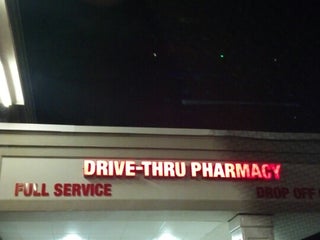 DRIVE-THRU PHARMACY
FULL SERVICE
DROP OFF